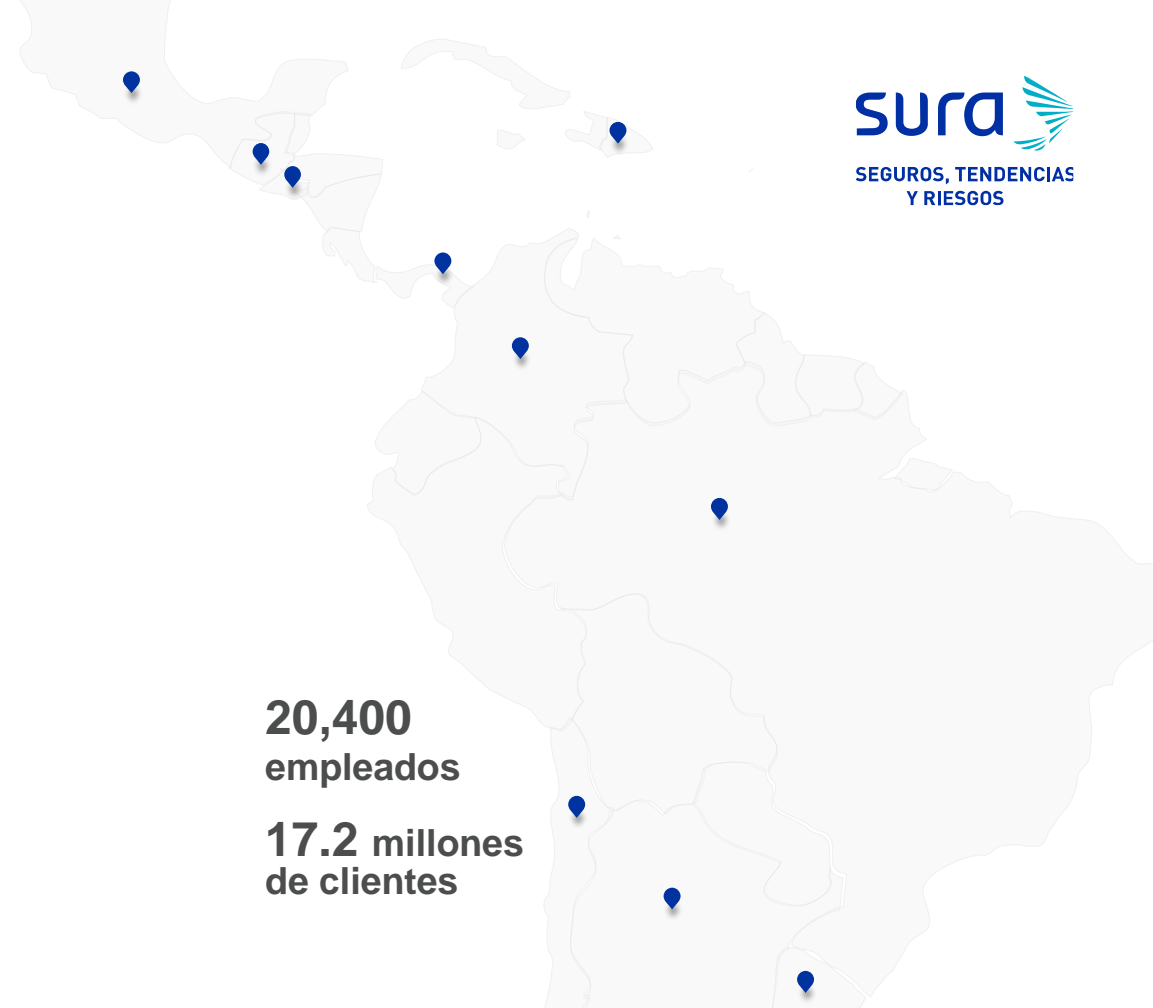 sura
SEGUROS, TENDENCIAS
Y RIESGOS
20,400
empleados
17.2 millones
de clientes